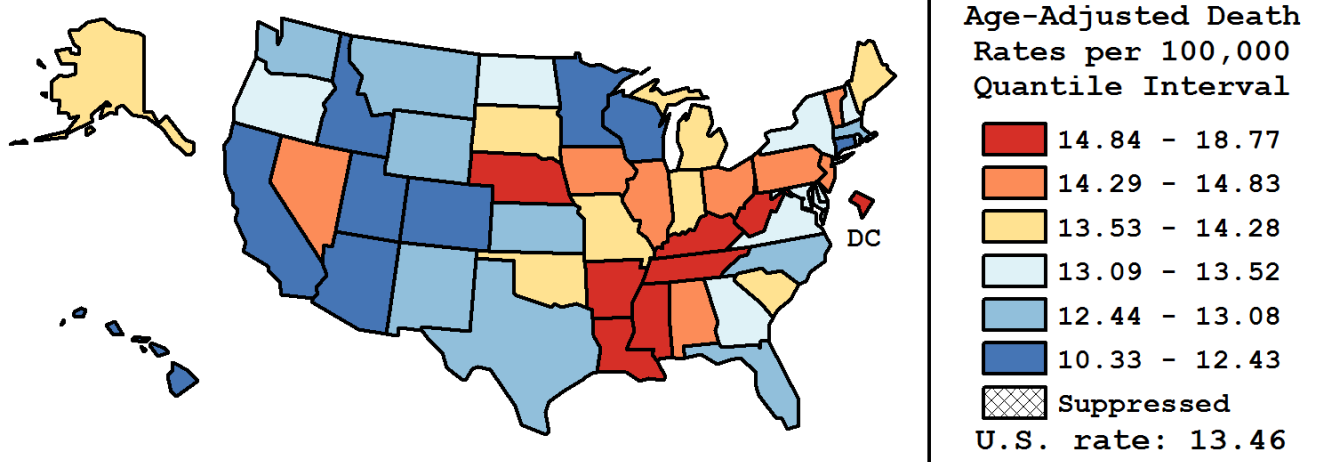 Age-Adjusted Death
Rates per 100,000
Quantile Interval
14.84 - 18.77
14.29 - 14.83
13.53 - 14.28
13.09 - 13.52
12.44 - 13.08
10.33 - 12.43
Suppressed
U.S. rate: 13.46
DC